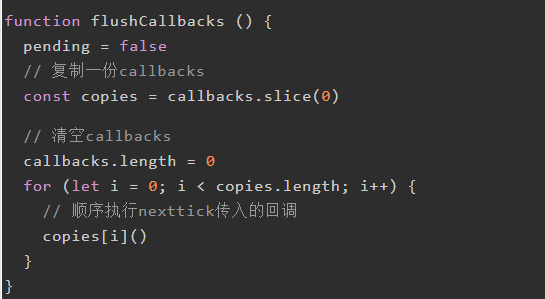 function flushCallbacks () {
pending = false
// 复制一份callbacks
const copies = callbacks.slice(0)
// 清空callbacks
callbacks.length = 0
for (let i = 0; i < copies.length; i++) {
// 顺序执行nexttick传入的回调
copies[i]()
}
}